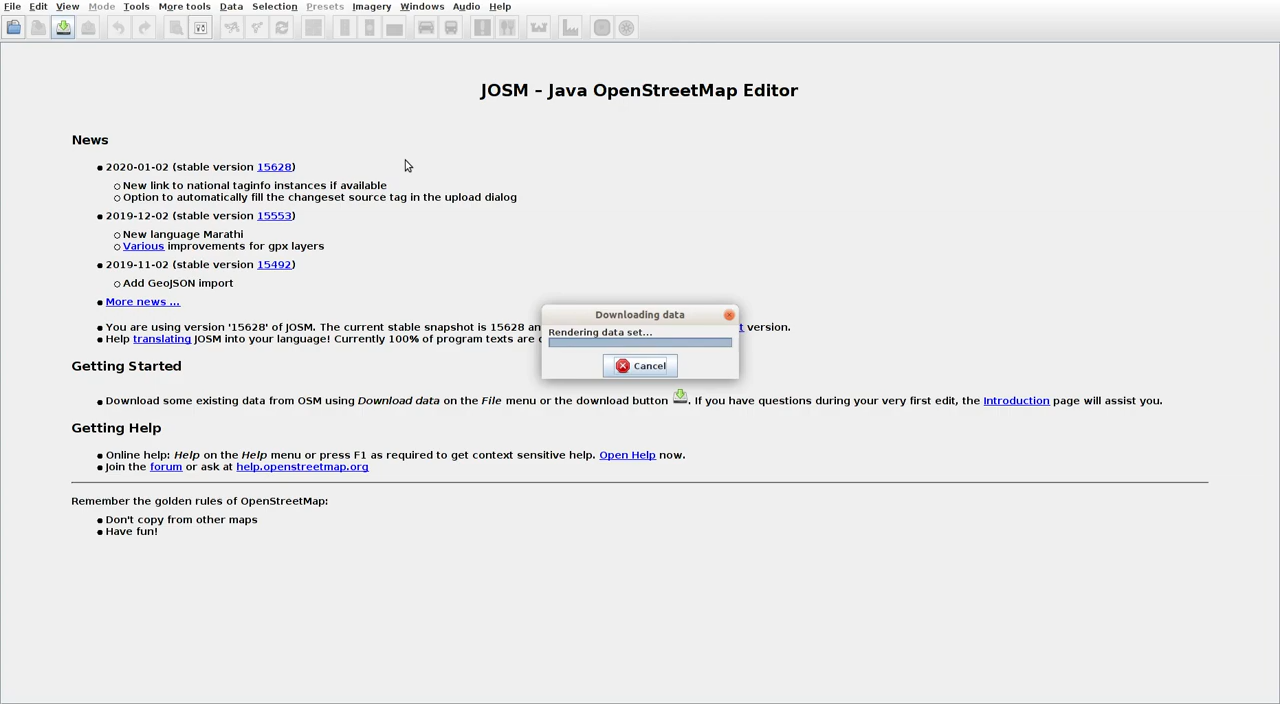 File Edit View Mode Tools More tools Data Selection Presets Imagery Windows Audio Help
JOSM – Java OpenStreetMap Editor
News
2020-01-02 (stable version 15628)
New link to national taginfo instances if available
Option to automatically fill the changeset source tag in the upload dialog
2019-12-02 (stable version 15553)
New language Marathi
Various improvements for gpx layers
2019-11-02 (stable version 15492)
Add GeoJSON import
More news ...
Downloading data
Rendering data set...
Cancel
You are using version '15628' of JOSM. The current stable snapshot is 15628 an t version.
Help translating JOSM into your language! Currently 100% of program texts are
Getting Started
Download some existing data from OSM using Download data on the File menu or the download button . If you have questions during your very first edit, the Introduction page will assist you.
Getting Help
Online help: Help on the Help menu or press F1 as required to get context sensitive help. Open Help now.
Join the forum or ask at help.openstreetmap.org
Remember the golden rules of OpenStreetMap:
Don't copy from other maps
Have fun!